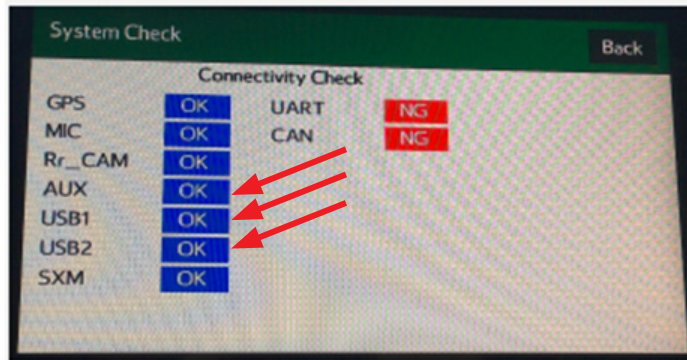 System Check
Back
Connectivity Check
GPS OK UART NG
MIC OK CAN NG
Rr_CAM OK
AUX OK
USB1 OK
USB2 OK
SXM OK